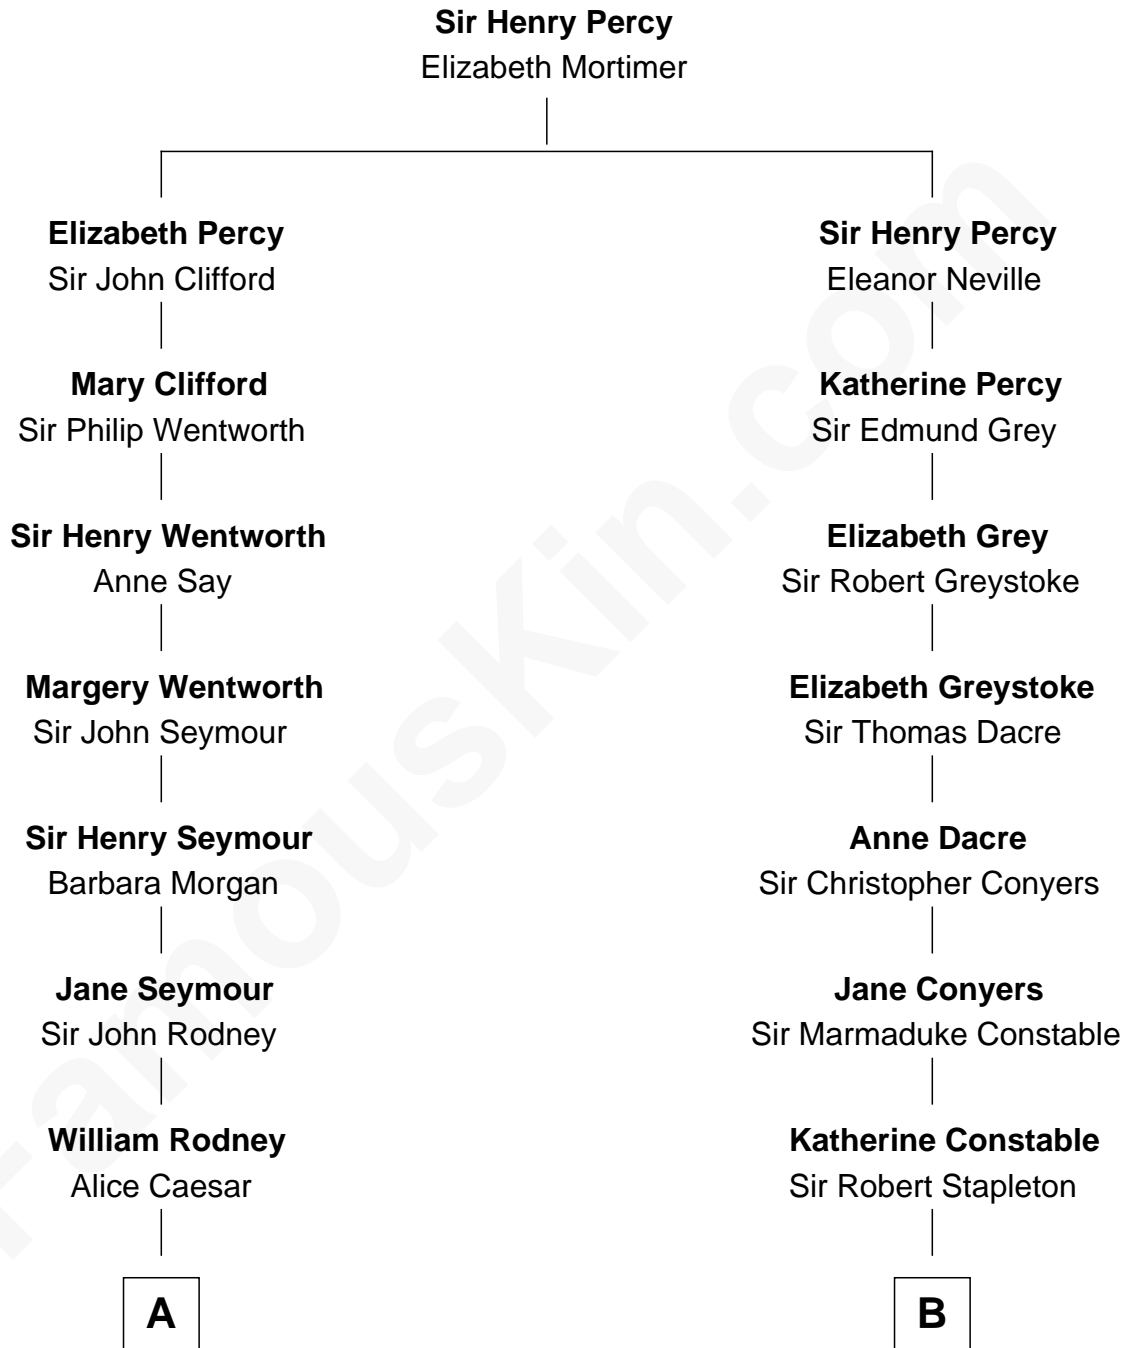 Sir Henry Percy
Elizabeth Mortimer
Elizabeth Percy
Sir John Clifford
Sir Henry Percy
Eleanor Neville
Mary Clifford
Sir Philip Wentworth
Katherine Percy
Sir Edmund Grey
Sir Henry Wentworth
Anne Say
Elizabeth Grey
Sir Robert Greystoke
Margery Wentworth
Sir John Seymour
Elizabeth Greystoke
Sir Thomas Dacre
Sir Henry Seymour
Barbara Morgan
Anne Dacre
Sir Christopher Conyers
Jane Seymour
Sir John Rodney
Jane Conyers
Sir Marmaduke Constable
William Rodney
Alice Caesar
Katherine Constable
Sir Robert Stapleton
A
B
FamousKin.com